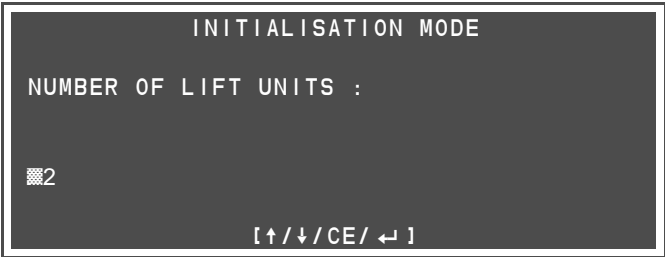 INITIALISATION MODE
NUMBER OF LIFT UNITS :
▒2
[↑/↓/CE/↵]